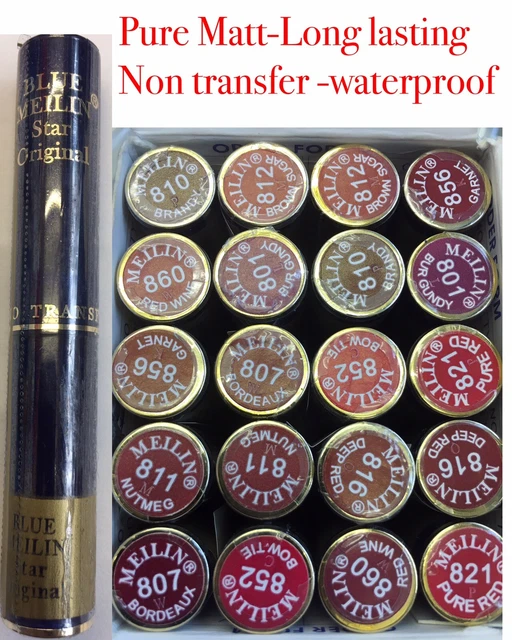 Pure Matt-Long lasting
Non transfer -waterproof
BLUE
MEILIN®
Star
Original
TRANS
BLUE
Star
MEILIN®
810
MEILIN®
812
BROWN SUGAR
MEILIN®
812
BROWN SUGAR
MEILIN®
856
GARNET
MEILIN®
860
RED WINE
MEILIN®
801
BURGUNDY
MEILIN®
810
BRANDY
MEILIN®
801
BURGUNDY
MEILIN®
856
GARNET
MEILIN®
807
BORDEAUX
MEILIN®
852
BOW-TIE
MEILIN®
821
PURE RED
MEILIN®
811
NUTMEG
MEILIN®
811
NUTMEG
MEILIN®
816
DEEP RED
MEILIN®
816
DEEP RED
MEILIN®
807
BORDEAUX
MEILIN®
852
BOW-TIE
MEILIN®
860
RED WINE
MEILIN®
821
PURE RED